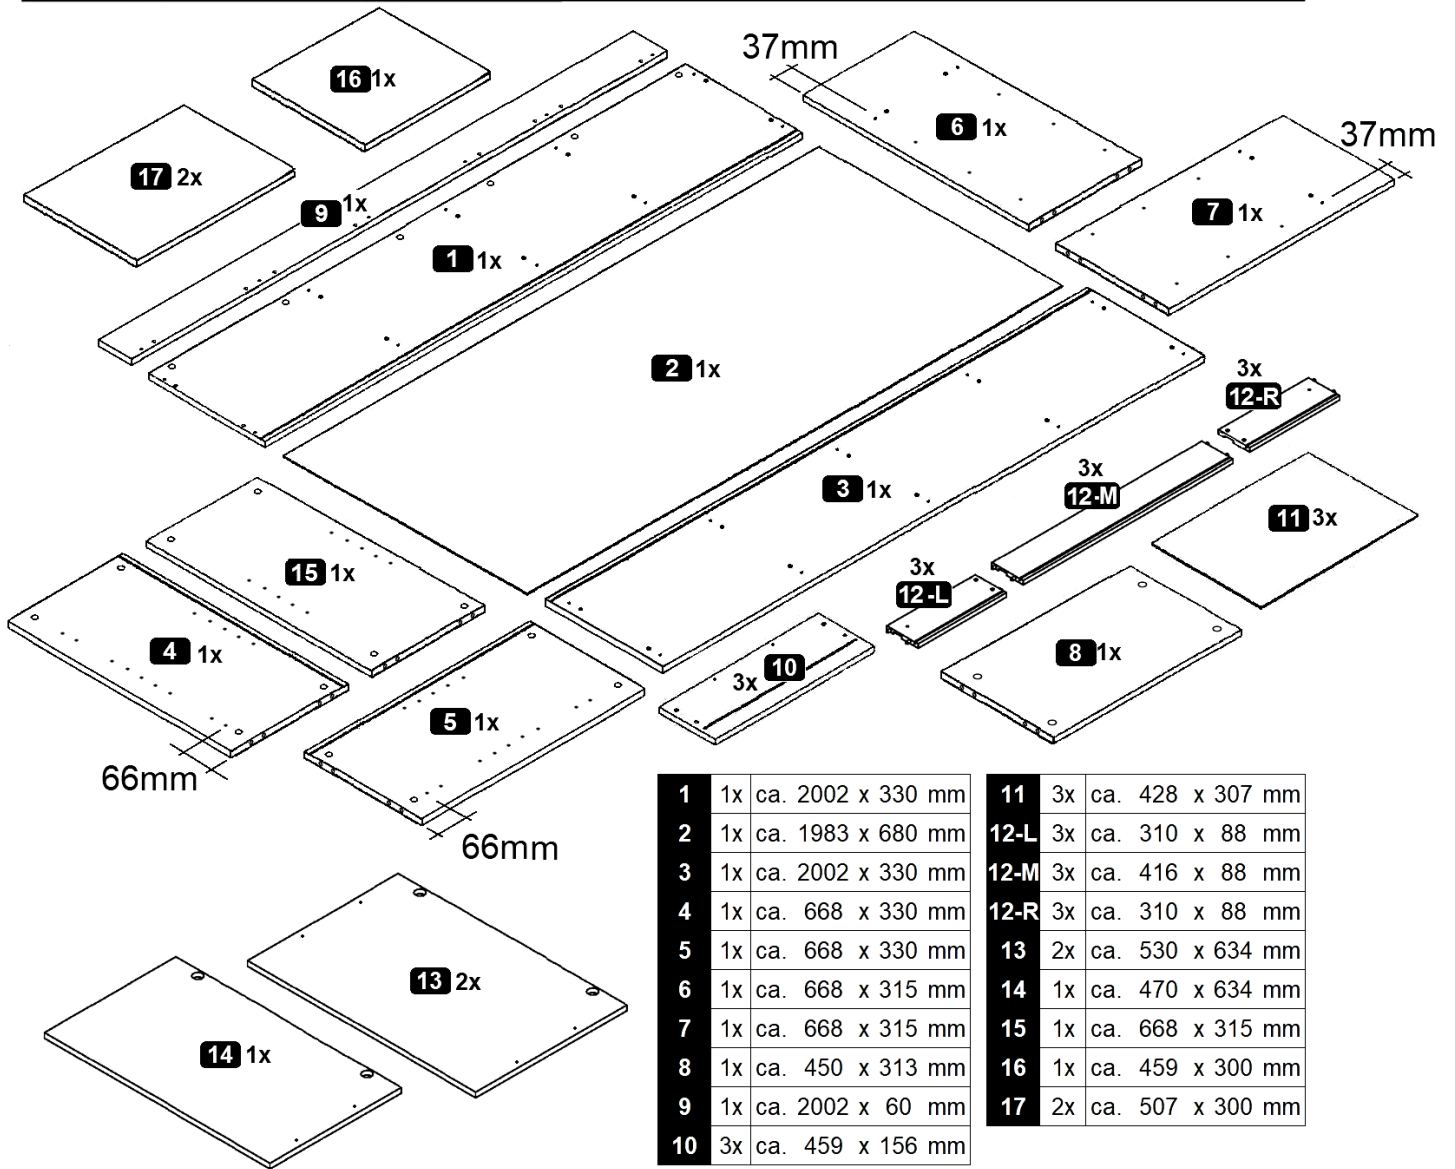 37mm
16 1x
6 1x
37mm
17 2x
9 1x
7 1x
1 1x
2 1x
3x
12-R
3x
12-M
3 1x
11 3x
15 1x
3x
12-L
4 1x
8 1x
10
3x
5 1x
66mm
66mm
13 2x
14 1x
1 1x ca. 2002 x 330 mm
2 1x ca. 1983 x 680 mm
3 1x ca. 2002 x 330 mm
4 1x ca. 668 x 330 mm
5 1x ca. 668 x 330 mm
6 1x ca. 668 x 315 mm
7 1x ca. 668 x 315 mm
8 1x ca. 450 x 313 mm
9 1x ca. 2002 x 60 mm
10 3x ca. 459 x 156 mm
11 3x ca. 428 x 307 mm
12-L 3x ca. 310 x 88 mm
12-M 3x ca. 416 x 88 mm
12-R 3x ca. 310 x 88 mm
13 2x ca. 530 x 634 mm
14 1x ca. 470 x 634 mm
15 1x ca. 668 x 315 mm
16 1x ca. 459 x 300 mm
17 2x ca. 507 x 300 mm